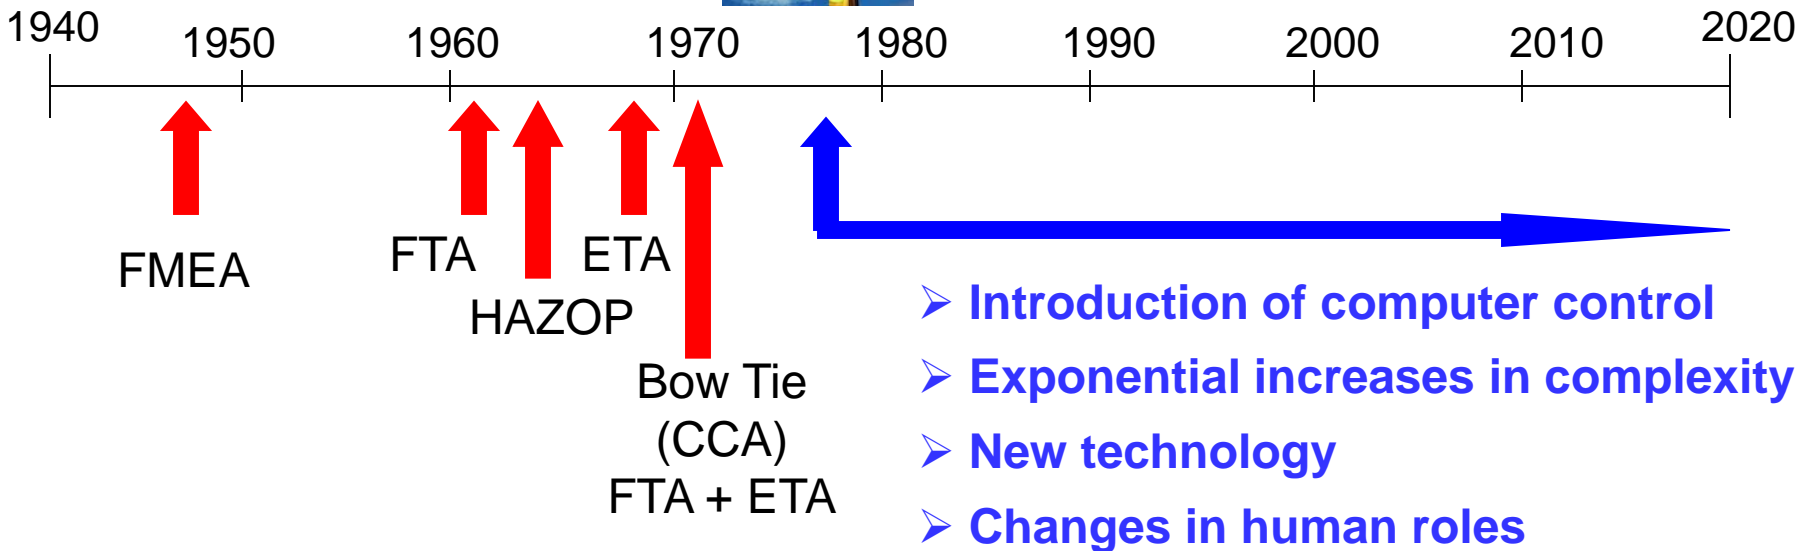 1940 1950 1960 1970 1980 1990 2000 2010 2020
FMEA
FTA
HAZOP
ETA
Bow Tie
(CCA)
FTA + ETA
➢ Introduction of computer control
➢ Exponential increases in complexity
➢ New technology
➢ Changes in human roles